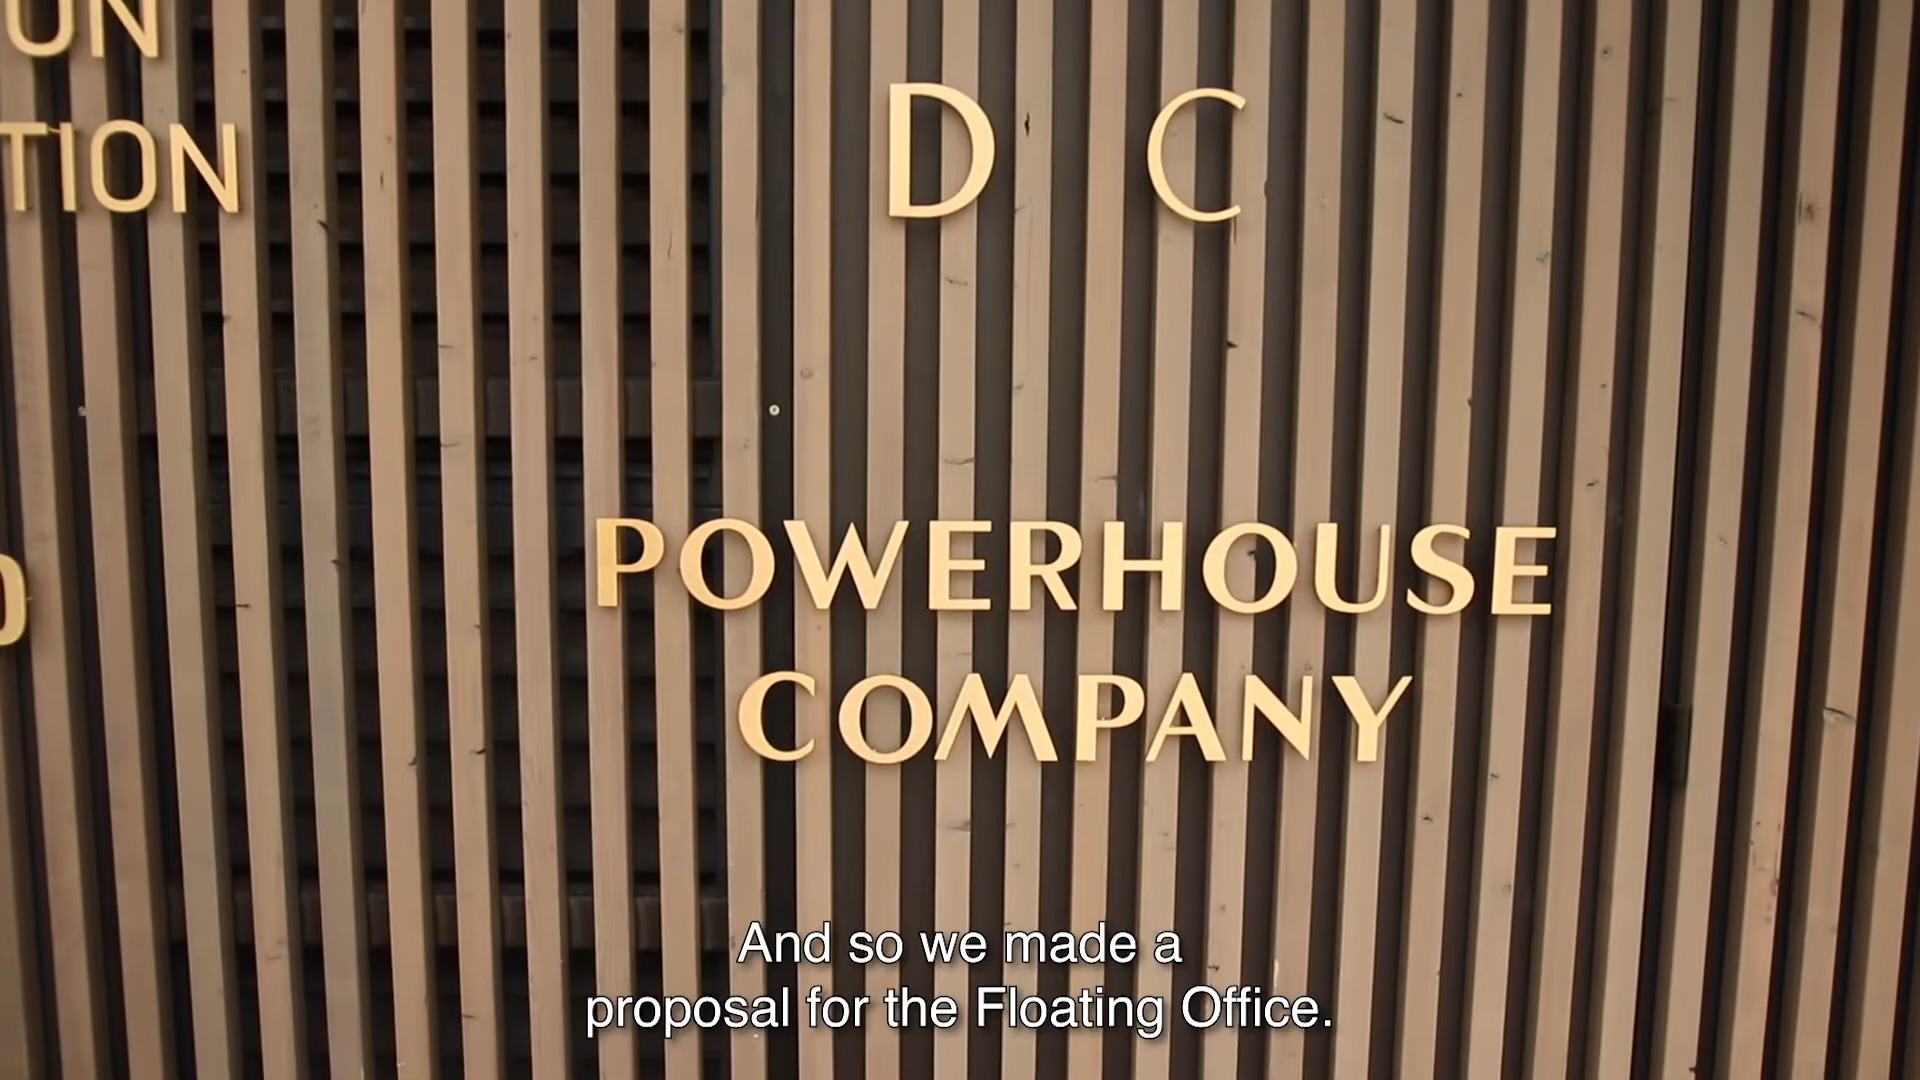 UN
TION
D C
POWERHOUSE
COMPANY
And so we made a
proposal for the Floating Office.